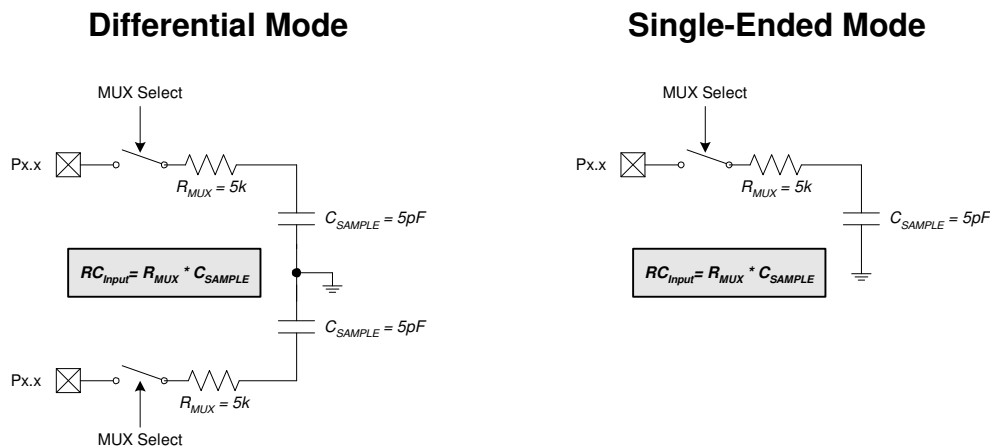 Differential Mode
MUX Select
Px.x
R_MUX = 5k
C_SAMPLE = 5pF
RC_Input= R_MUX * C_SAMPLE
C_SAMPLE = 5pF
Px.x
R_MUX = 5k
MUX Select
Single-Ended Mode
MUX Select
Px.x
R_MUX = 5k
C_SAMPLE = 5pF
RC_Input= R_MUX * C_SAMPLE